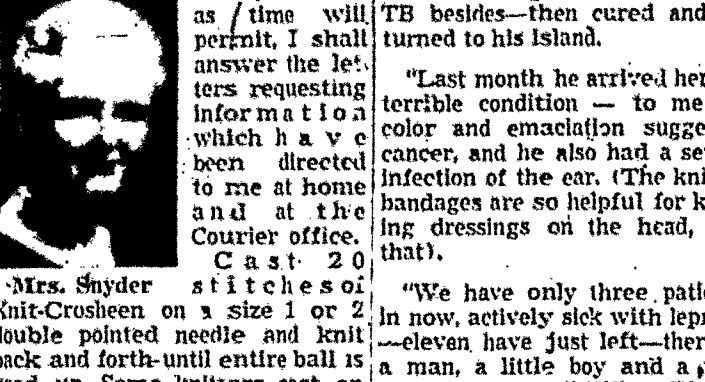 as time will
permit, I shall
answer the let-
ters requesting
information
which have
been directed
to me at home
and at the
Courier office.
Cast 20
Mrs. Snyder stitches of
Knit-Crosheen on a size 1 or 2
double pointed needle and knit
back and forth-until entire ball is
TB besides—then cured and
turned to his island.
"Last month he arrived her
terrible condition — to me
color and emaciation sugge
cancer, and he also had a se
infection of the ear. (The kni
bandages are so helpful for k
ing dressings on the head,
that).
"We have only three patie
in now, actively sick with lepr
—eleven have just left—ther
a man, a little boy and a